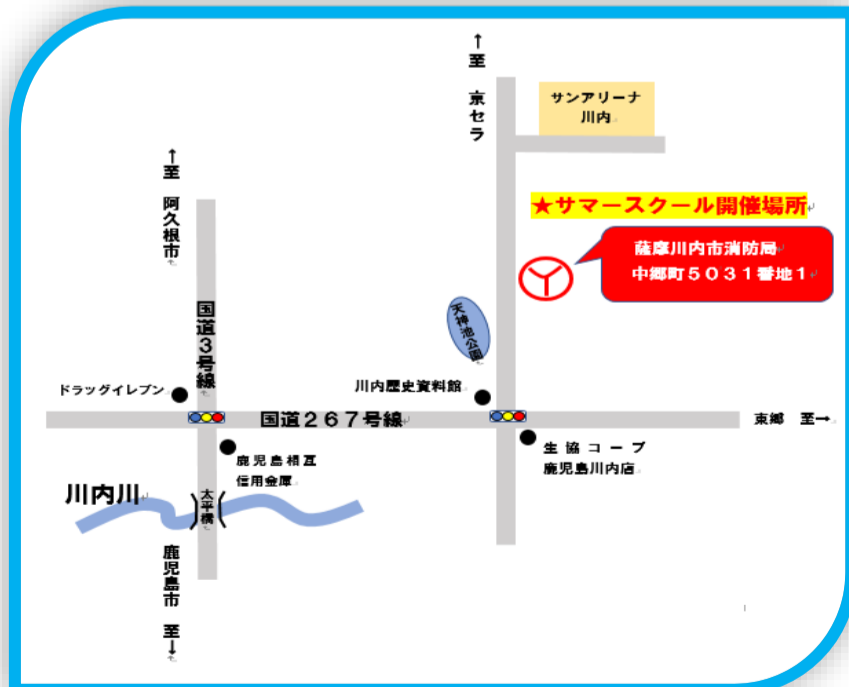 ↑至 京セラ
サンアリーナ
川内
↑至 阿久根市
★サマースクール開催場所
薩摩川内市消防局
中郷町5031番地1
国道3号線
天神池公園
ドラッグイレブン
川内歴史資料館
国道267号線
東郷 至→
鹿児島相互
信用金庫
生協コープ
鹿児島川内店
川内川
太平橋
鹿児島市 至↓